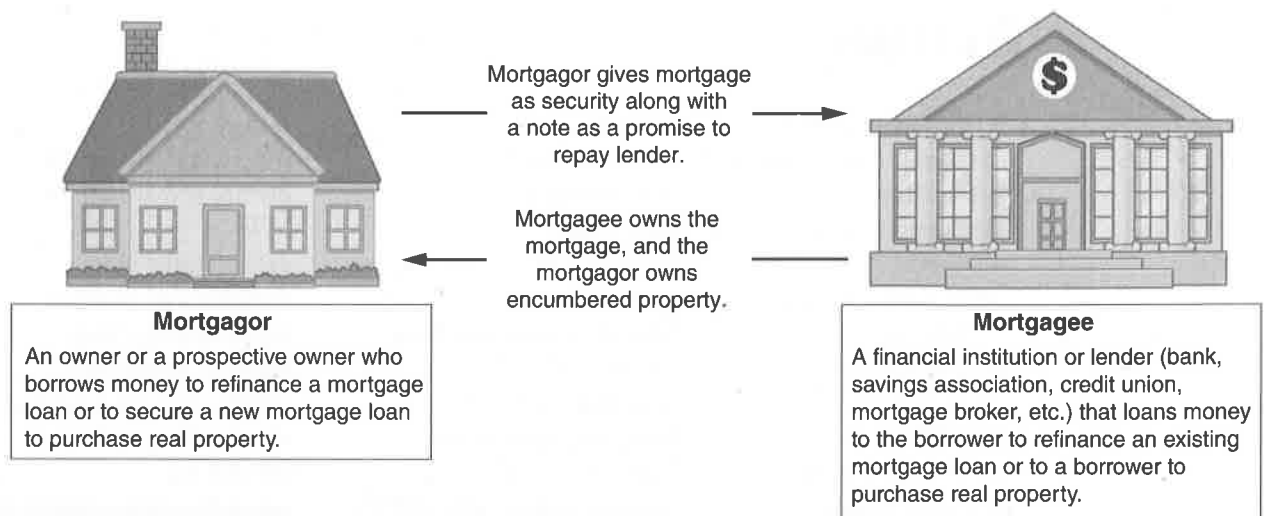 $
Mortgagor gives mortgage
as security along with
a note as a promise to
repay lender.
Mortgagee owns the
mortgage, and the
mortgagor owns
encumbered property.
Mortgagor
An owner or a prospective owner who
borrows money to refinance a mortgage
loan or to secure a new mortgage loan
to purchase real property.
Mortgagee
A financial institution or lender (bank,
savings association, credit union,
mortgage broker, etc.) that loans money
to the borrower to refinance an existing
mortgage loan or to a borrower to
purchase real property.